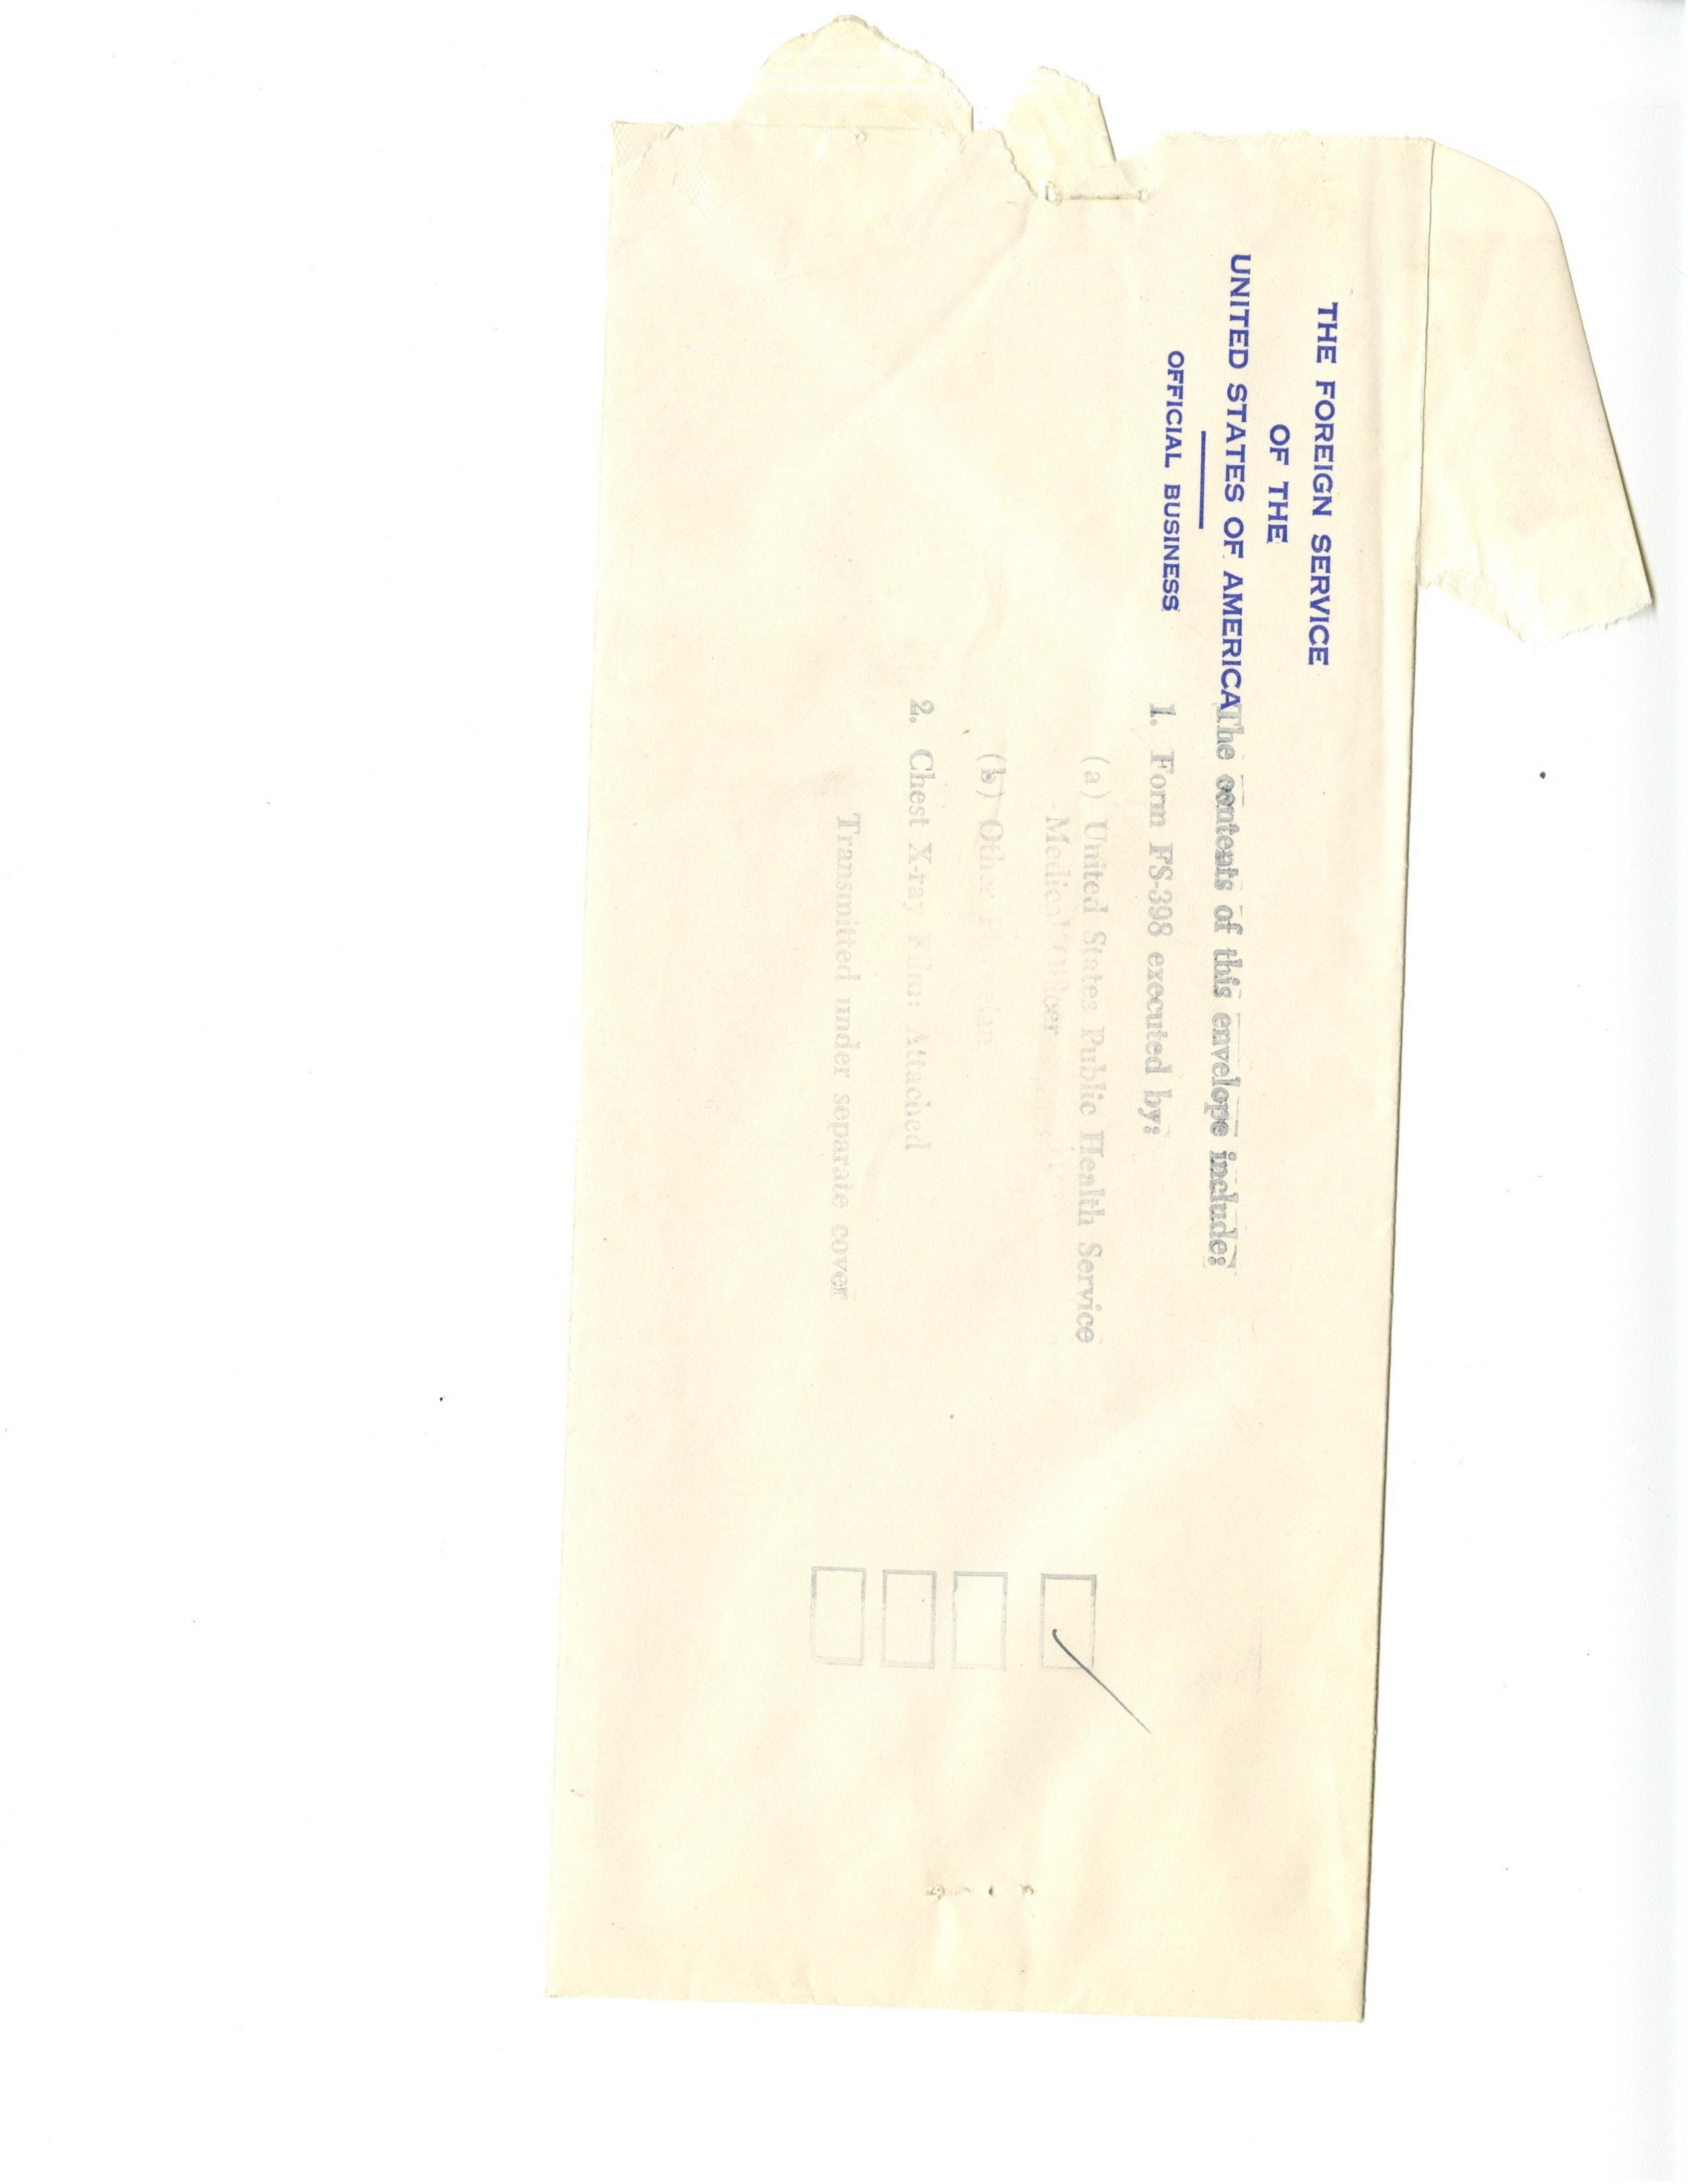 THE FOREIGN SERVICE
OF THE
UNITED STATES OF AMERICA
OFFICIAL BUSINESS
The contents of this envelope include:
1. Form FS-398 executed by:
(a) United States Public Health Service
Medical Officer
(b) Other
2. Chest X-ray Film: Attached
Transmitted under separate cover